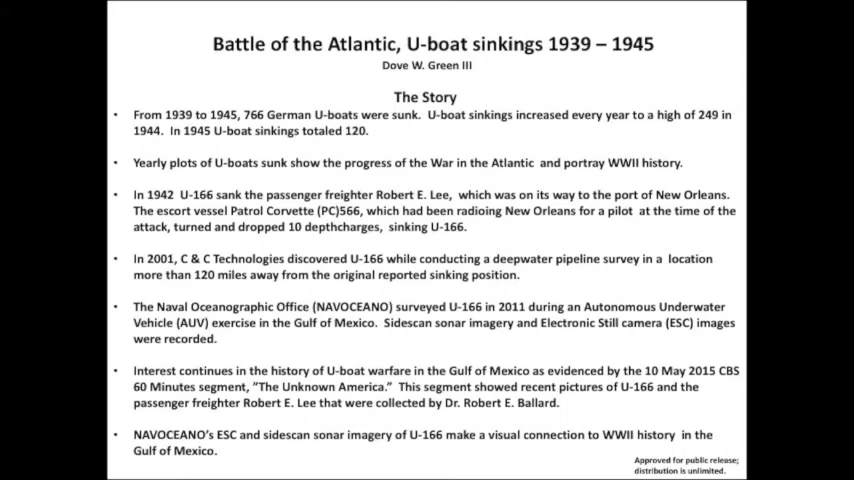 Battle of the Atlantic, U-boat sinkings 1939 – 1945
Dove W. Green III
The Story
• From 1939 to 1945, 766 German U-boats were sunk. U-boat sinkings increased every year to a high of 249 in
1944. In 1945 U-boat sinkings totaled 120.
• Yearly plots of U-boats sunk show the progress of the War in the Atlantic and portray WWII history.
• In 1942 U-166 sank the passenger freighter Robert E. Lee, which was on its way to the port of New Orleans.
The escort vessel Patrol Corvette (PC)566, which had been radioing New Orleans for a pilot at the time of the
attack, turned and dropped 10 depthcharges, sinking U-166.
• In 2001, C & C Technologies discovered U-166 while conducting a deepwater pipeline survey in a location
more than 120 miles away from the original reported sinking position.
• The Naval Oceanographic Office (NAVOCEANO) surveyed U-166 in 2011 during an Autonomous Underwater
Vehicle (AUV) exercise in the Gulf of Mexico. Sidescan sonar imagery and Electronic Still camera (ESC) images
were recorded.
• Interest continues in the history of U-boat warfare in the Gulf of Mexico as evidenced by the 10 May 2015 CBS
60 Minutes segment, ”The Unknown America.” This segment showed recent pictures of U-166 and the
passenger freighter Robert E. Lee that were collected by Dr. Robert E. Ballard.
• NAVOCEANO’s ESC and sidescan sonar imagery of U-166 make a visual connection to WWII history in the
Gulf of Mexico.
Approved for public release;
distribution is unlimited.